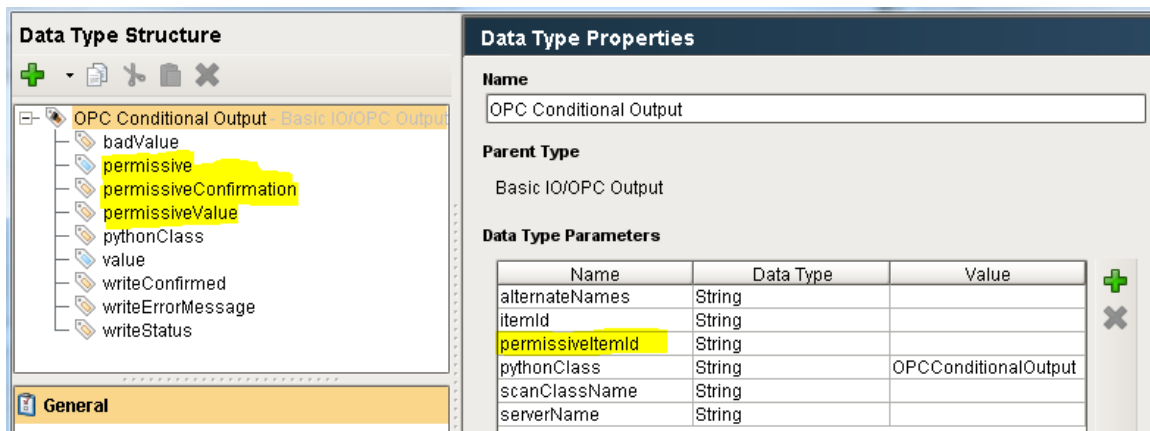 Data Type Structure
OPC Conditional Output - Basic IO/OPC Output
badValue
permissive
permissiveConfirmation
permissiveValue
pythonClass
value
writeConfirmed
writeErrorMessage
writeStatus
General
Data Type Properties
Name
OPC Conditional Output
Parent Type
Basic IO/OPC Output
Data Type Parameters
Name Data Type Value
alternateNames String
itemId String
permissiveItemId String
pythonClass String OPCConditionalOutput
scanClassName String
serverName String